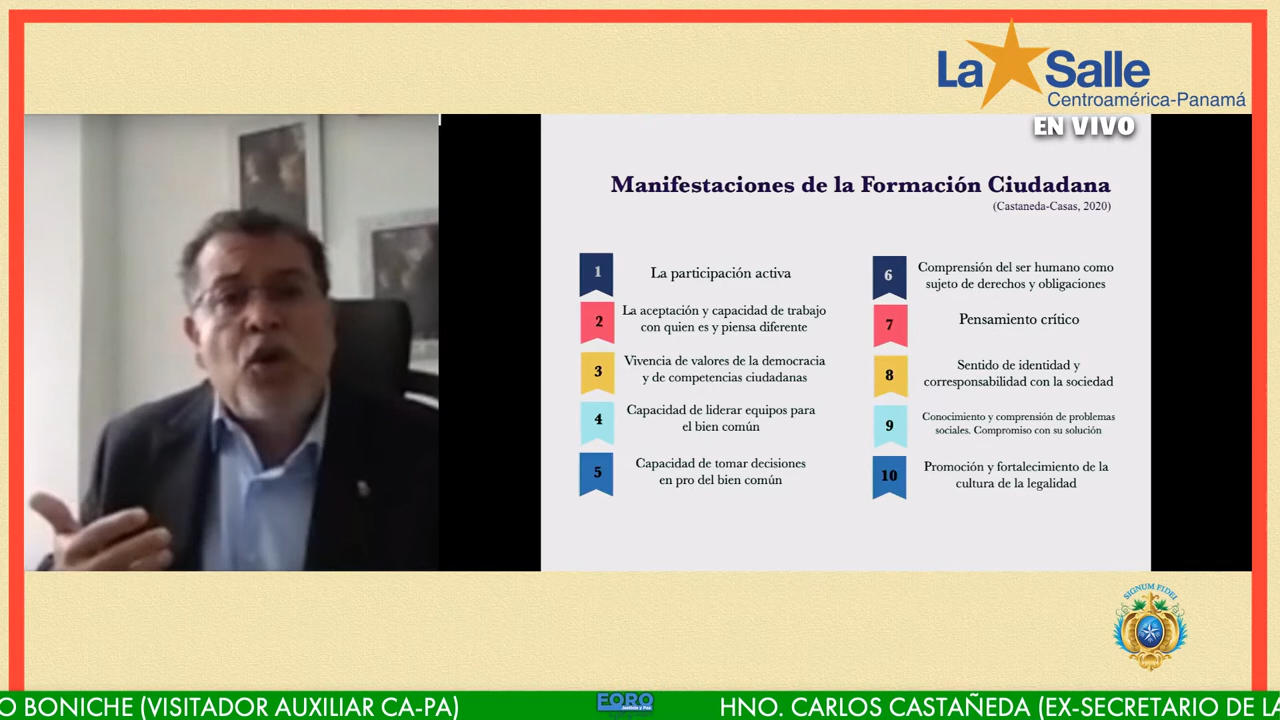 La Salle
Centroamérica-Panamá
EN VIVO
Manifestaciones de la Formación Ciudadana
(Castaneda-Casas, 2020)
1
La participación activa
2
La aceptación y capacidad de trabajo
con quien es y piensa diferente
3
Vivencia de valores de la democracia
y de competencias ciudadanas
4
Capacidad de liderar equipos para
el bien común
5
Capacidad de tomar decisiones
en pro del bien común
6
Comprensión del ser humano como
sujeto de derechos y obligaciones
7
Pensamiento crítico
8
Sentido de identidad y
corresponsabilidad con la sociedad
9
Conocimiento y comprensión de problemas
sociales. Compromiso con su solución
10
Promoción y fortalecimiento de la
cultura de la legalidad
SIGNUM FIDEI
O BONICHE (VISITADOR AUXILIAR CA-PA)
FORO
Justicia y Paz
HNO. CARLOS CASTAÑEDA (EX-SECRETARIO DE LA